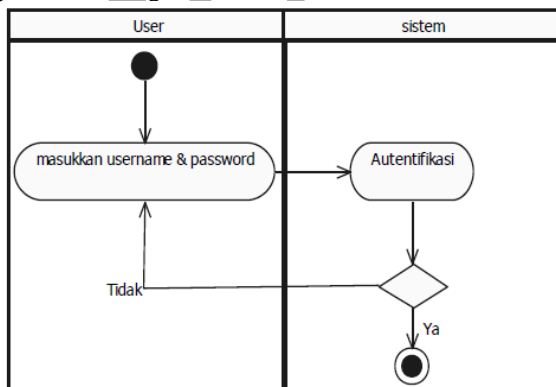 User
sistem
masukkan username & password
Autentifikasi
Tidak
Ya